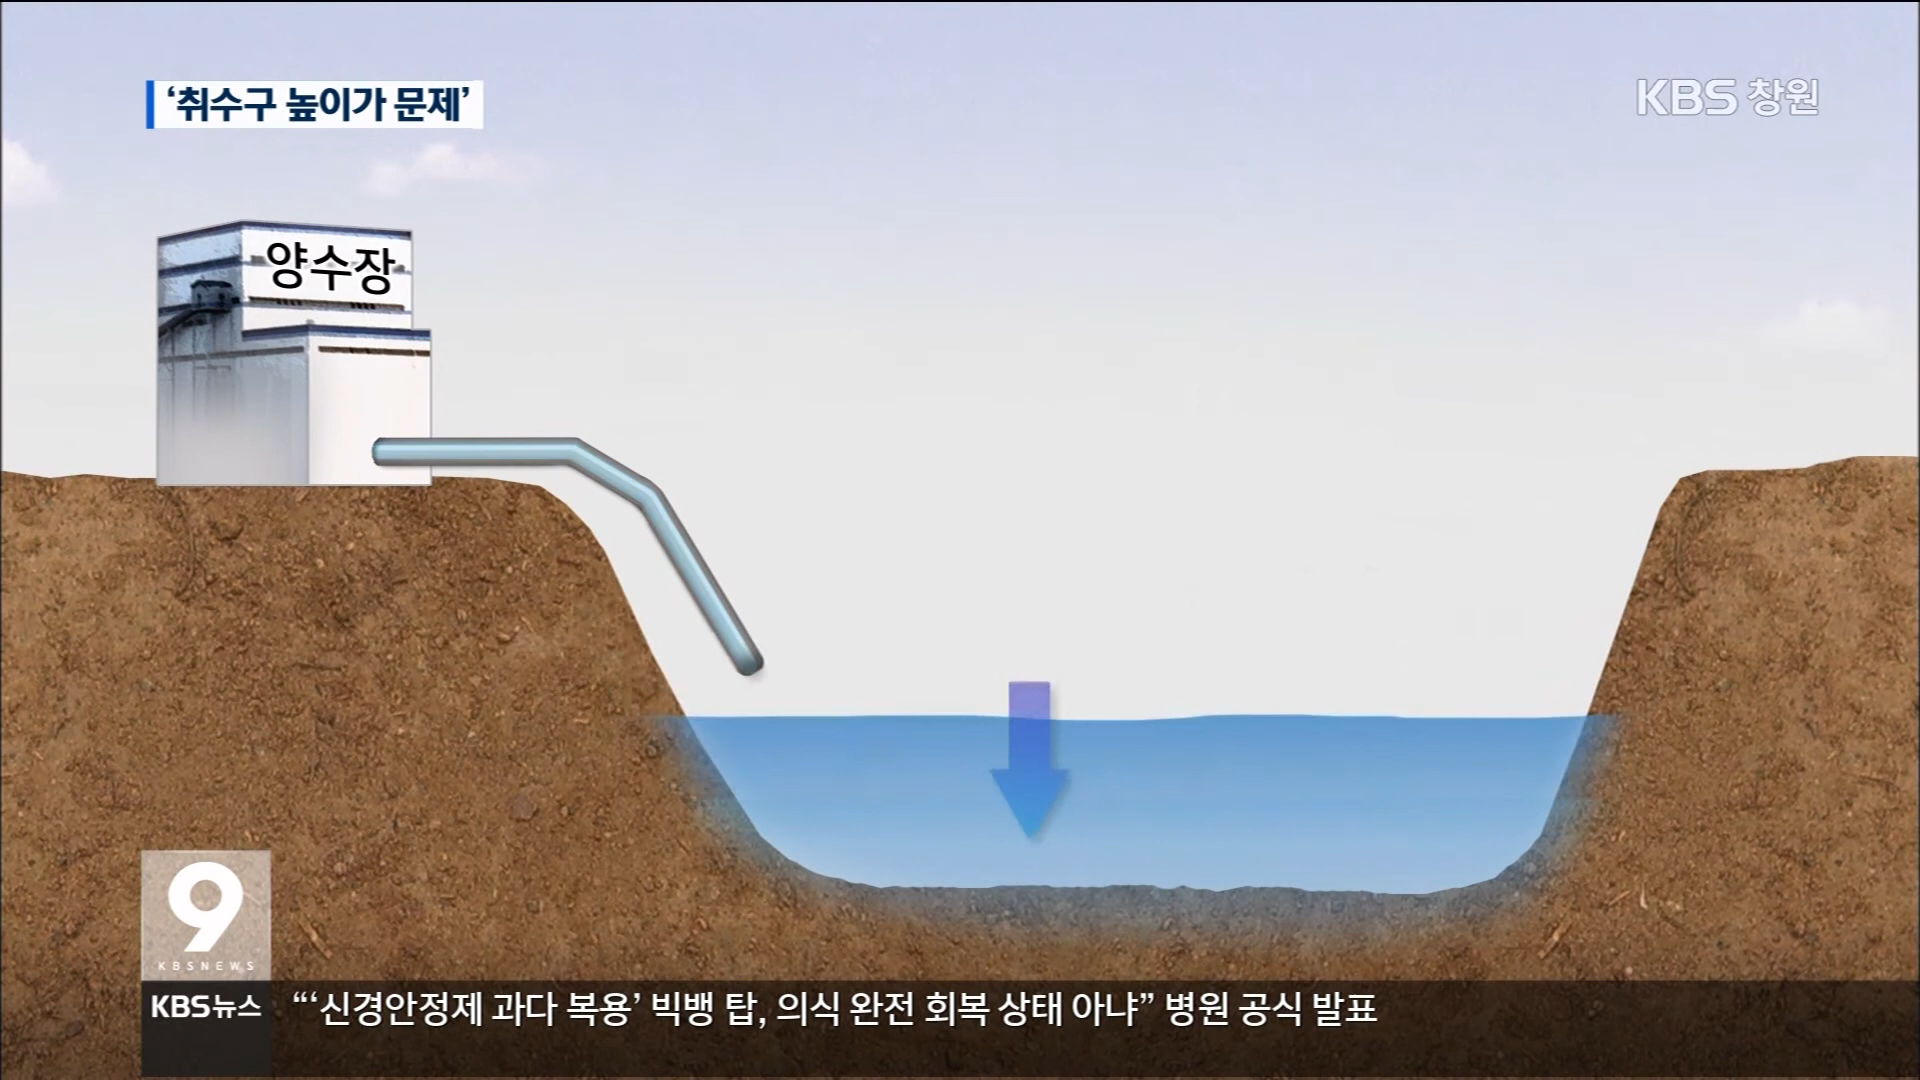 ‘취수구 높이가 문제’
KBS 창원
양수장
9
KBSNEWS
KBS뉴스
“‘신경안정제 과다 복용’ 빅뱅 탑, 의식 완전 회복 상태 아냐” 병원 공식 발표